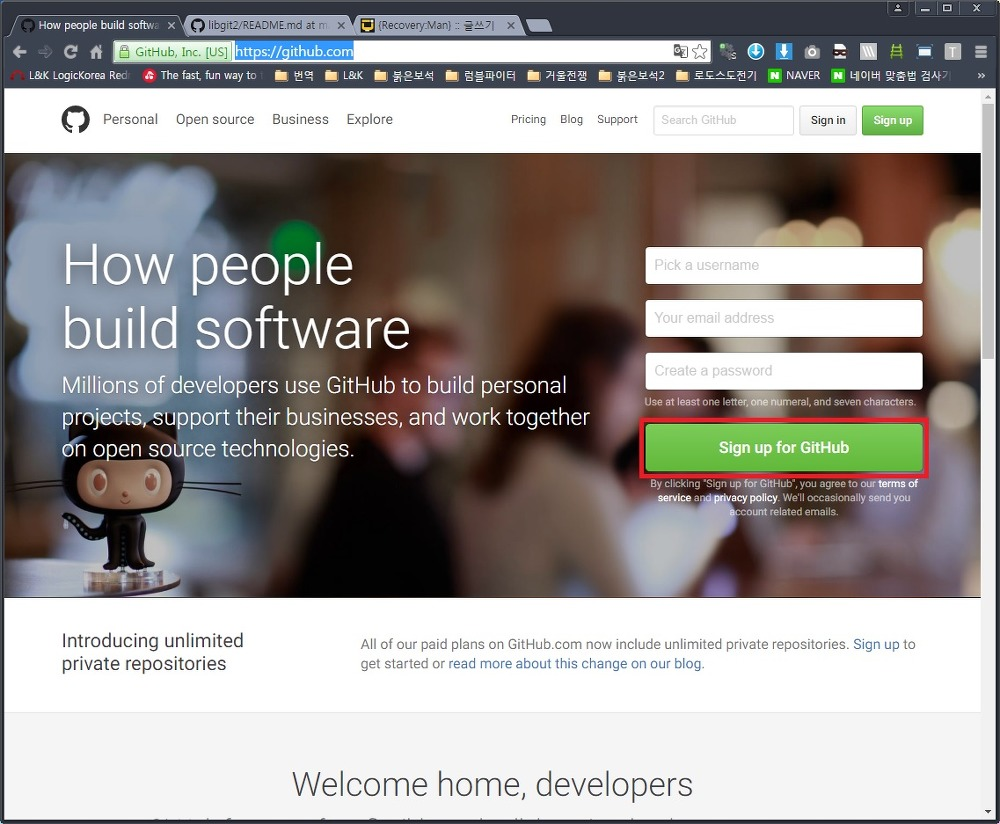 How people build softwa
libgit2/README.md at m
{Recovery:Man} :: 글쓰기
GitHub, Inc. [US]
https://github.com
L&K LogicKorea Red
The fast, fun way to
번역
L&K
붉은보석
럼블파이터
거울전쟁
붉은보석2
로도스도전기
NAVER
네이버 맞춤법 검사기
Personal
Open source
Business
Explore
Pricing
Blog
Support
Search GitHub
Sign in
Sign up
How people
build software
Millions of developers use GitHub to build personal
projects, support their businesses, and work together
on open source technologies.
Pick a username
Your email address
Create a password
Use at least one letter, one numeral, and seven characters.
Sign up for GitHub
By clicking "Sign up for GitHub", you agree to our terms of
service and privacy policy. We'll occasionally send you
account related emails.
Introducing unlimited
private repositories
All of our paid plans on GitHub.com now include unlimited private repositories. Sign up to
get started or read more about this change on our blog.
Welcome home, developers